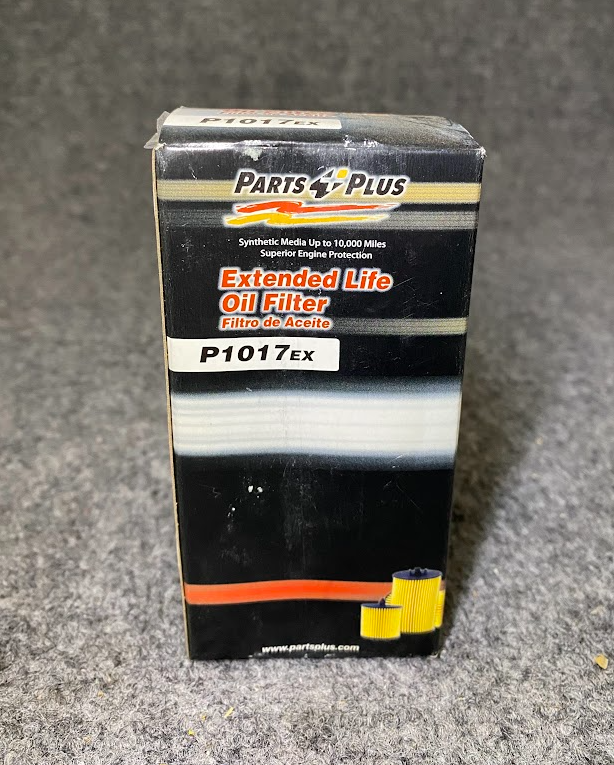 P1017EX
PARTS PLUS
Synthetic Media Up to 10,000 Miles
Superior Engine Protection
Extended Life
Oil Filter
Filtro de Aceite
P1017EX
www.partsplus.com